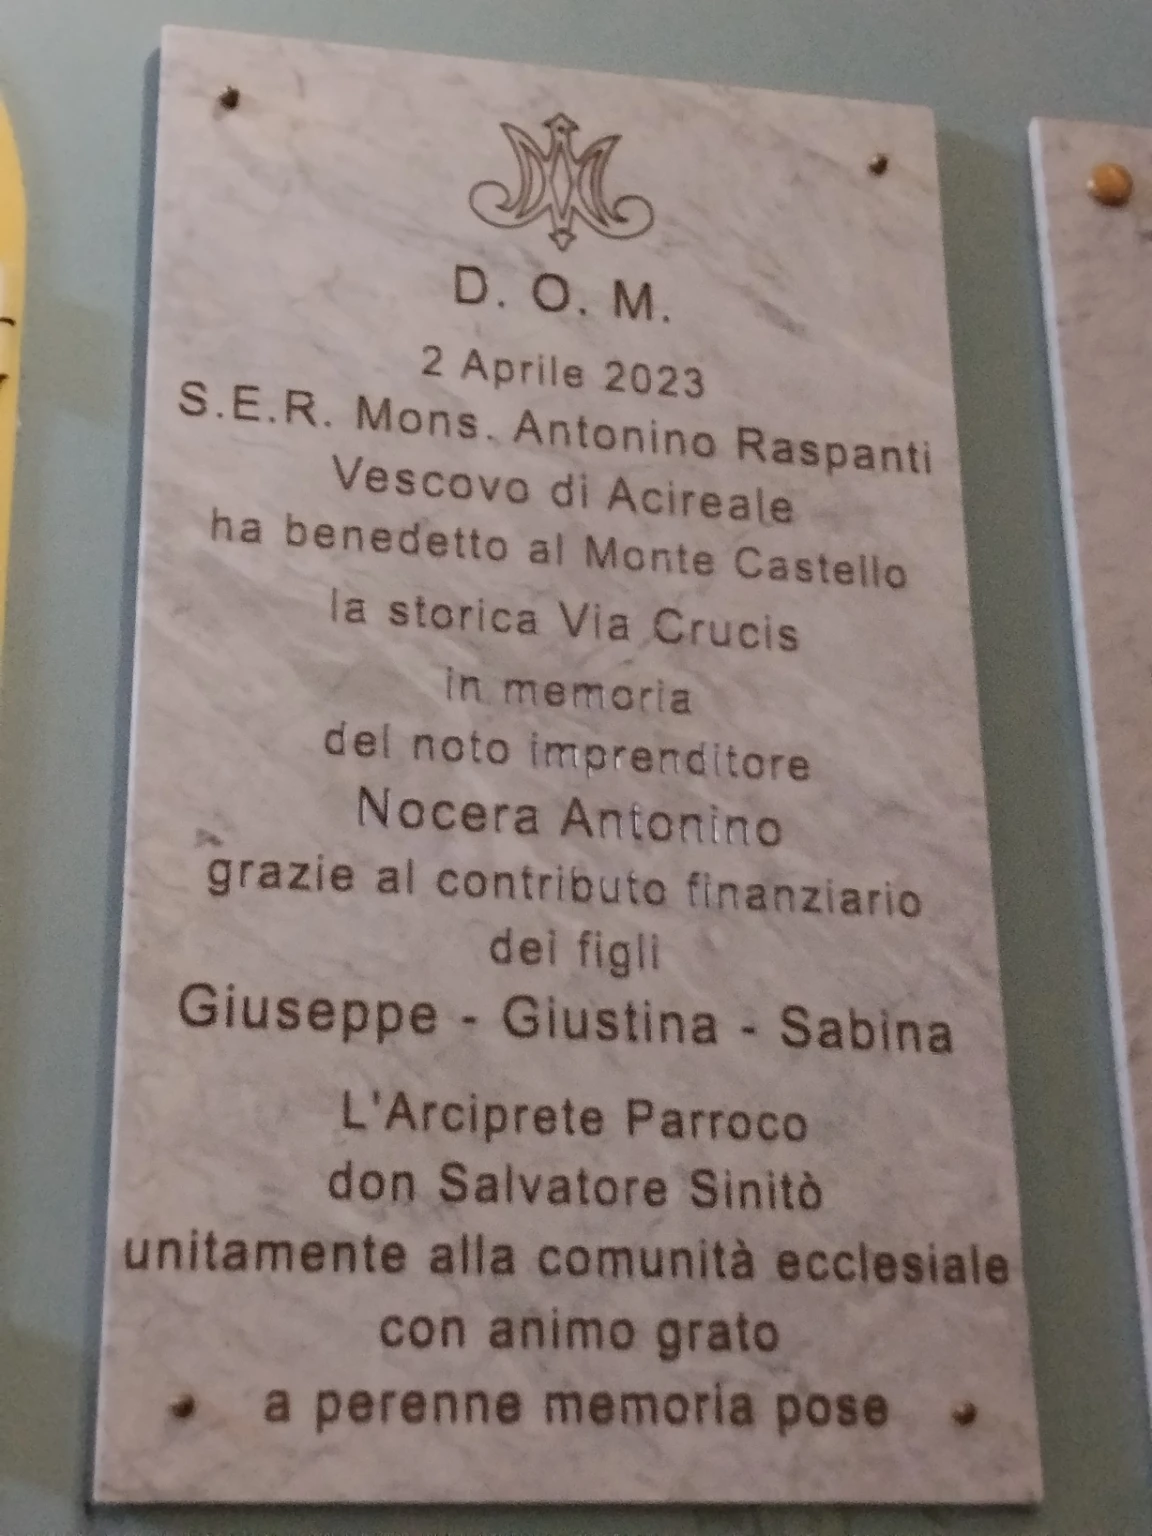 D. O. M.
2 Aprile 2023
S.E.R. Mons. Antonino Raspanti
Vescovo di Acireale
ha benedetto al Monte Castello
la storica Via Crucis
in memoria
del noto imprenditore
Nocera Antonino
grazie al contributo finanziario
dei figli
Giuseppe - Giustina - Sabina
L'Arciprete Parroco
don Salvatore Sinitò
unitamente alla comunità ecclesiale
con animo grato
a perenne memoria pose